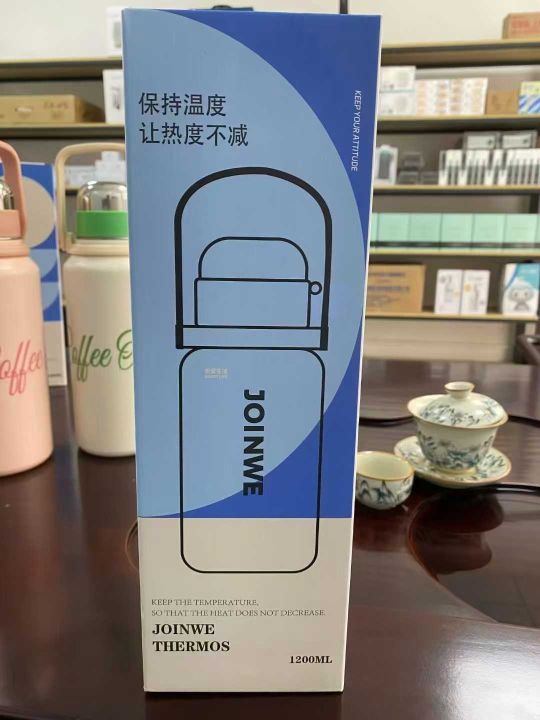 保持温度
让热度不减
KEEP YOUR ATTITUDE
JOINWE
KEEP THE TEMPERATURE,
SO THAT THE HEAT DOES NOT DECREASE.
JOINWE
THERMOS
1200ML
Coffee